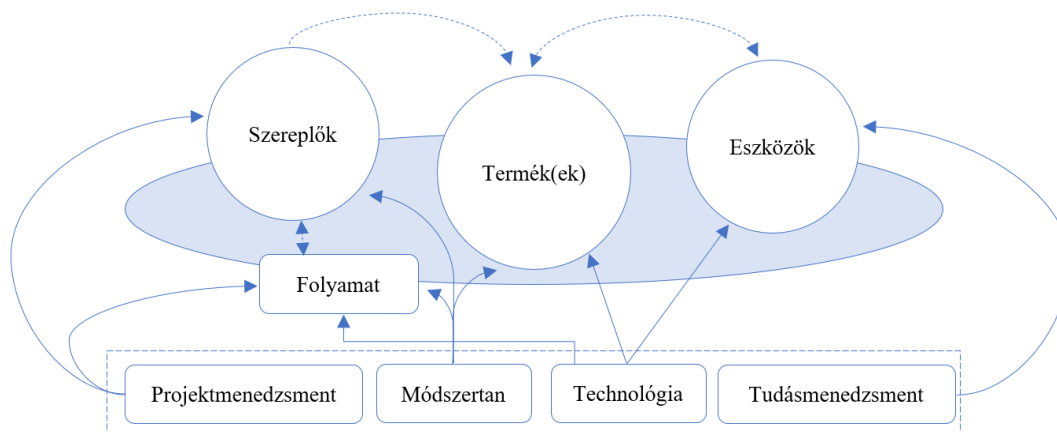 Szereplők
Termék(ek)
Eszközök
Folyamat
Projektmenedzsment
Módszertan
Technológia
Tudásmenedzsment